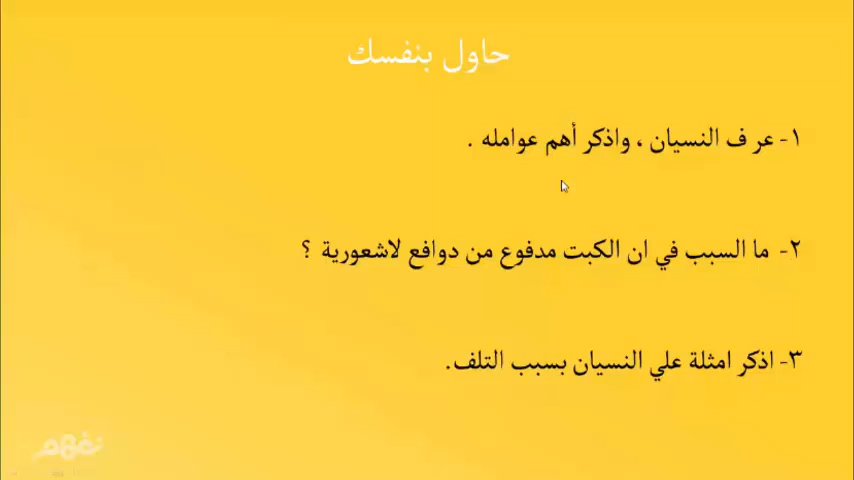 حاول بنفسك
١- عر ف النسيان ، واذكر أهم عوامله .
٢- ما السبب في ان الكبت مدفوع من دوافع لاشعورية ؟
٣- اذكر امثلة علي النسيان بسبب التلف.
نفهم